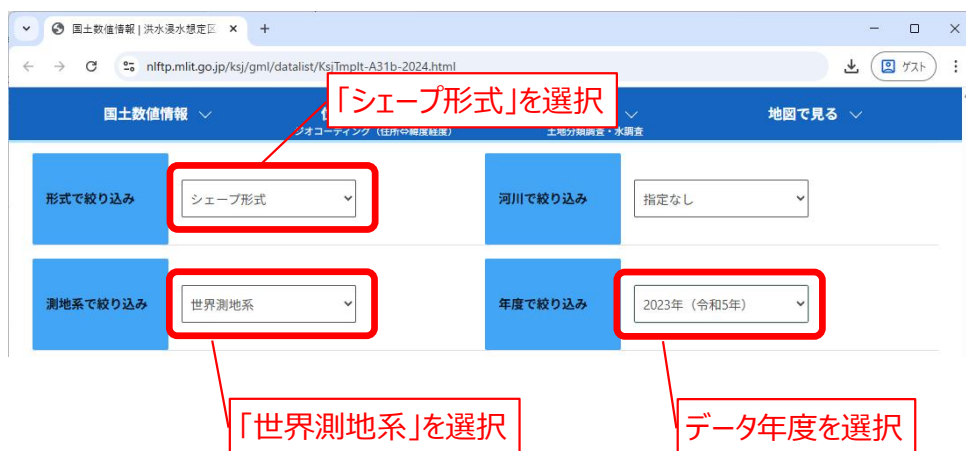 国土数値情報 | 洪水浸水想定区
nlftp.mlit.go.jp/ksj/gml/datalist/KsjTmplt-A31b-2024.html
ゲスト
「シェープ形式」を選択
国土数値情報
地図で見る
ジオコーディング（住所⇔緯度経度）
土地分類調査・水調査
形式で絞り込み
シェープ形式
河川で絞り込み
指定なし
測地系で絞り込み
世界測地系
年度で絞り込み
2023年（令和5年）
「世界測地系」を選択
データ年度を選択